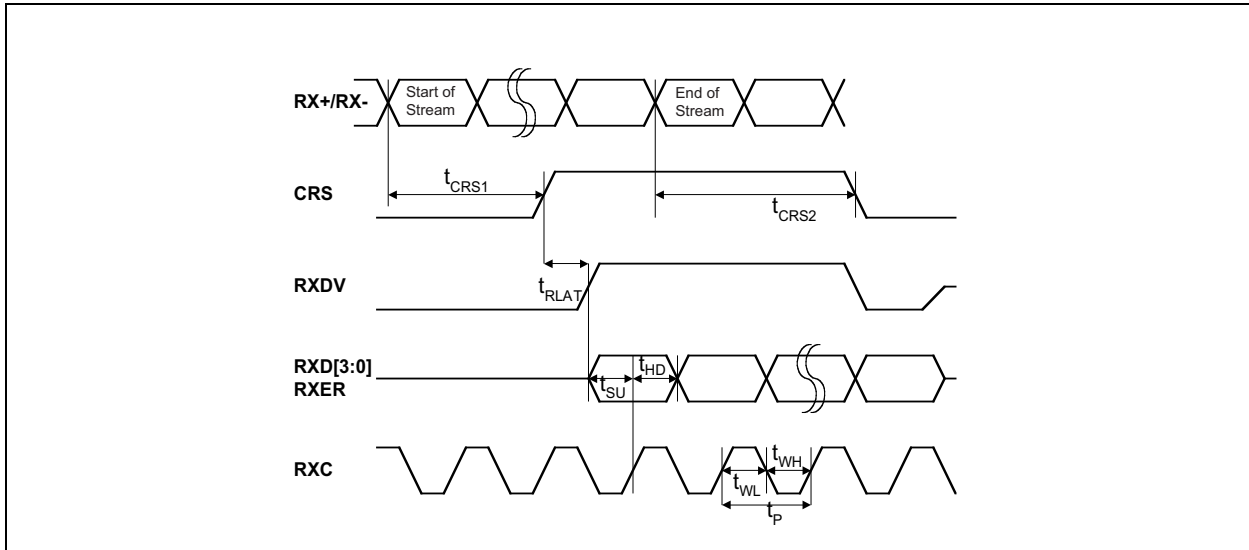 RX+/RX-
Start of
Stream
End of
Stream
CRS
tCRS1
tCRS2
RXDV
tRLAT
RXD[3:0]
RXER
tSU
tHD
RXC
tWL
tWH
tP